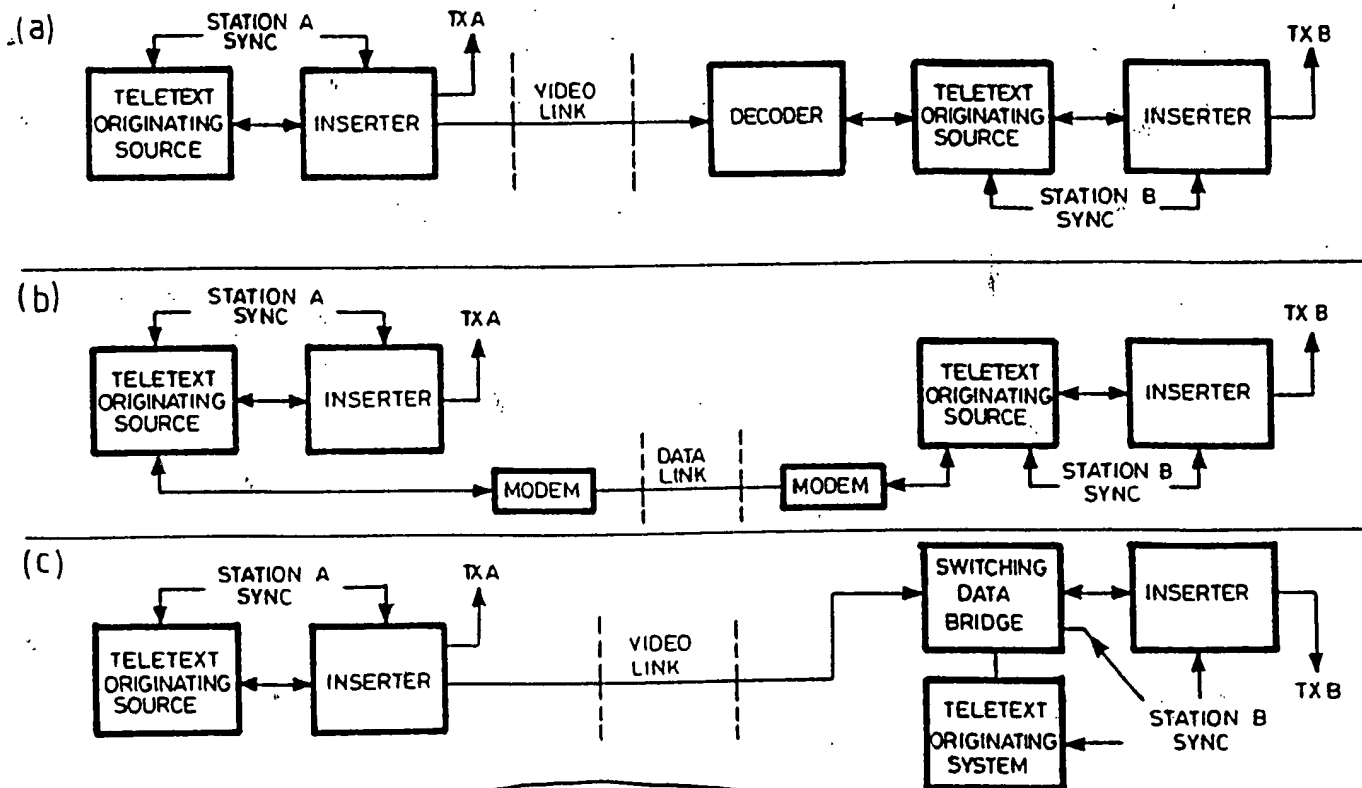 (a)
STATION A
SYNC
TX A
TELETEXT
ORIGINATING
SOURCE
INSERTER
VIDEO
LINK
DECODER
TELETEXT
ORIGINATING
SOURCE
INSERTER
TX B
STATION B
SYNC
(b)
STATION A
SYNC
TX A
TELETEXT
ORIGINATING
SOURCE
INSERTER
MODEM
DATA
LINK
MODEM
TELETEXT
ORIGINATING
SOURCE
INSERTER
TX B
STATION B
SYNC
(c)
STATION A
SYNC
TX A
TELETEXT
ORIGINATING
SOURCE
INSERTER
VIDEO
LINK
SWITCHING
DATA
BRIDGE
INSERTER
TX B
STATION B
SYNC
TELETEXT
ORIGINATING
SYSTEM